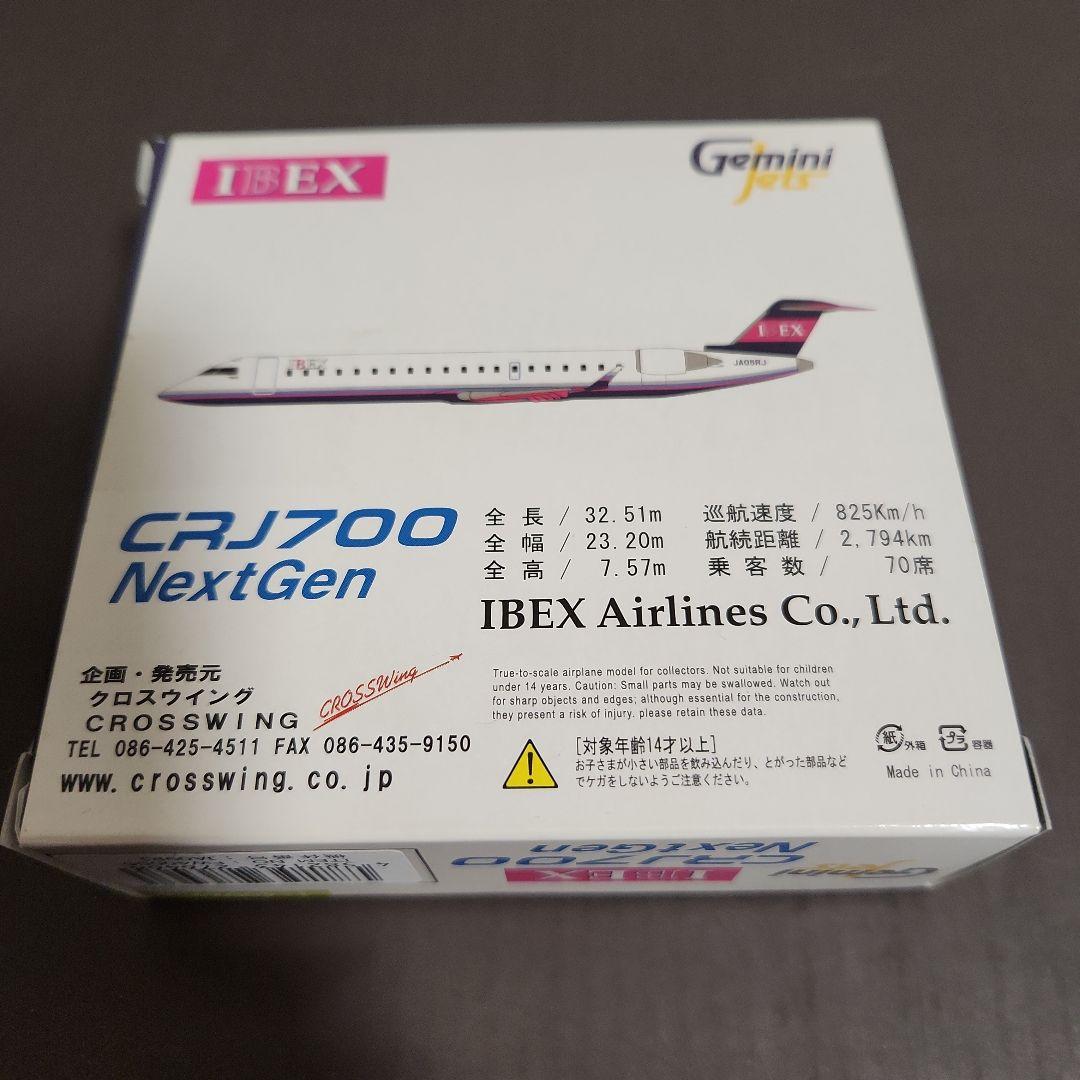 IBEX
Gemini
Jets
IBEX
IBEX
JA05RJ
CRJ700
NextGen
全長 / 32.51m 巡航速度 / 825Km/h
全幅 / 23.20m 航続距離 / 2,794km
全高 / 7.57m 乗客数 / 70席
IBEX Airlines Co., Ltd.
企画・発売元
クロスウイング
CROSSWING
CROSSWing
TEL 086-425-4511 FAX 086-435-9150
www.crosswing.co.jp
True-to-scale airplane model for collectors. Not suitable for children
under 14 years. Caution: Small parts may be swallowed. Watch out
for sharp objects and edges; although essential for the construction,
they present a risk of injury. please retain these data.
[対象年齢14才以上]
お子さまが小さい部品を飲み込んだり、とがった部品など
でケガをしないようご注意ください。
紙 外箱 プラ 容器
Made in China
CRJ700
NextGen
IBEX
Gemini
Jets